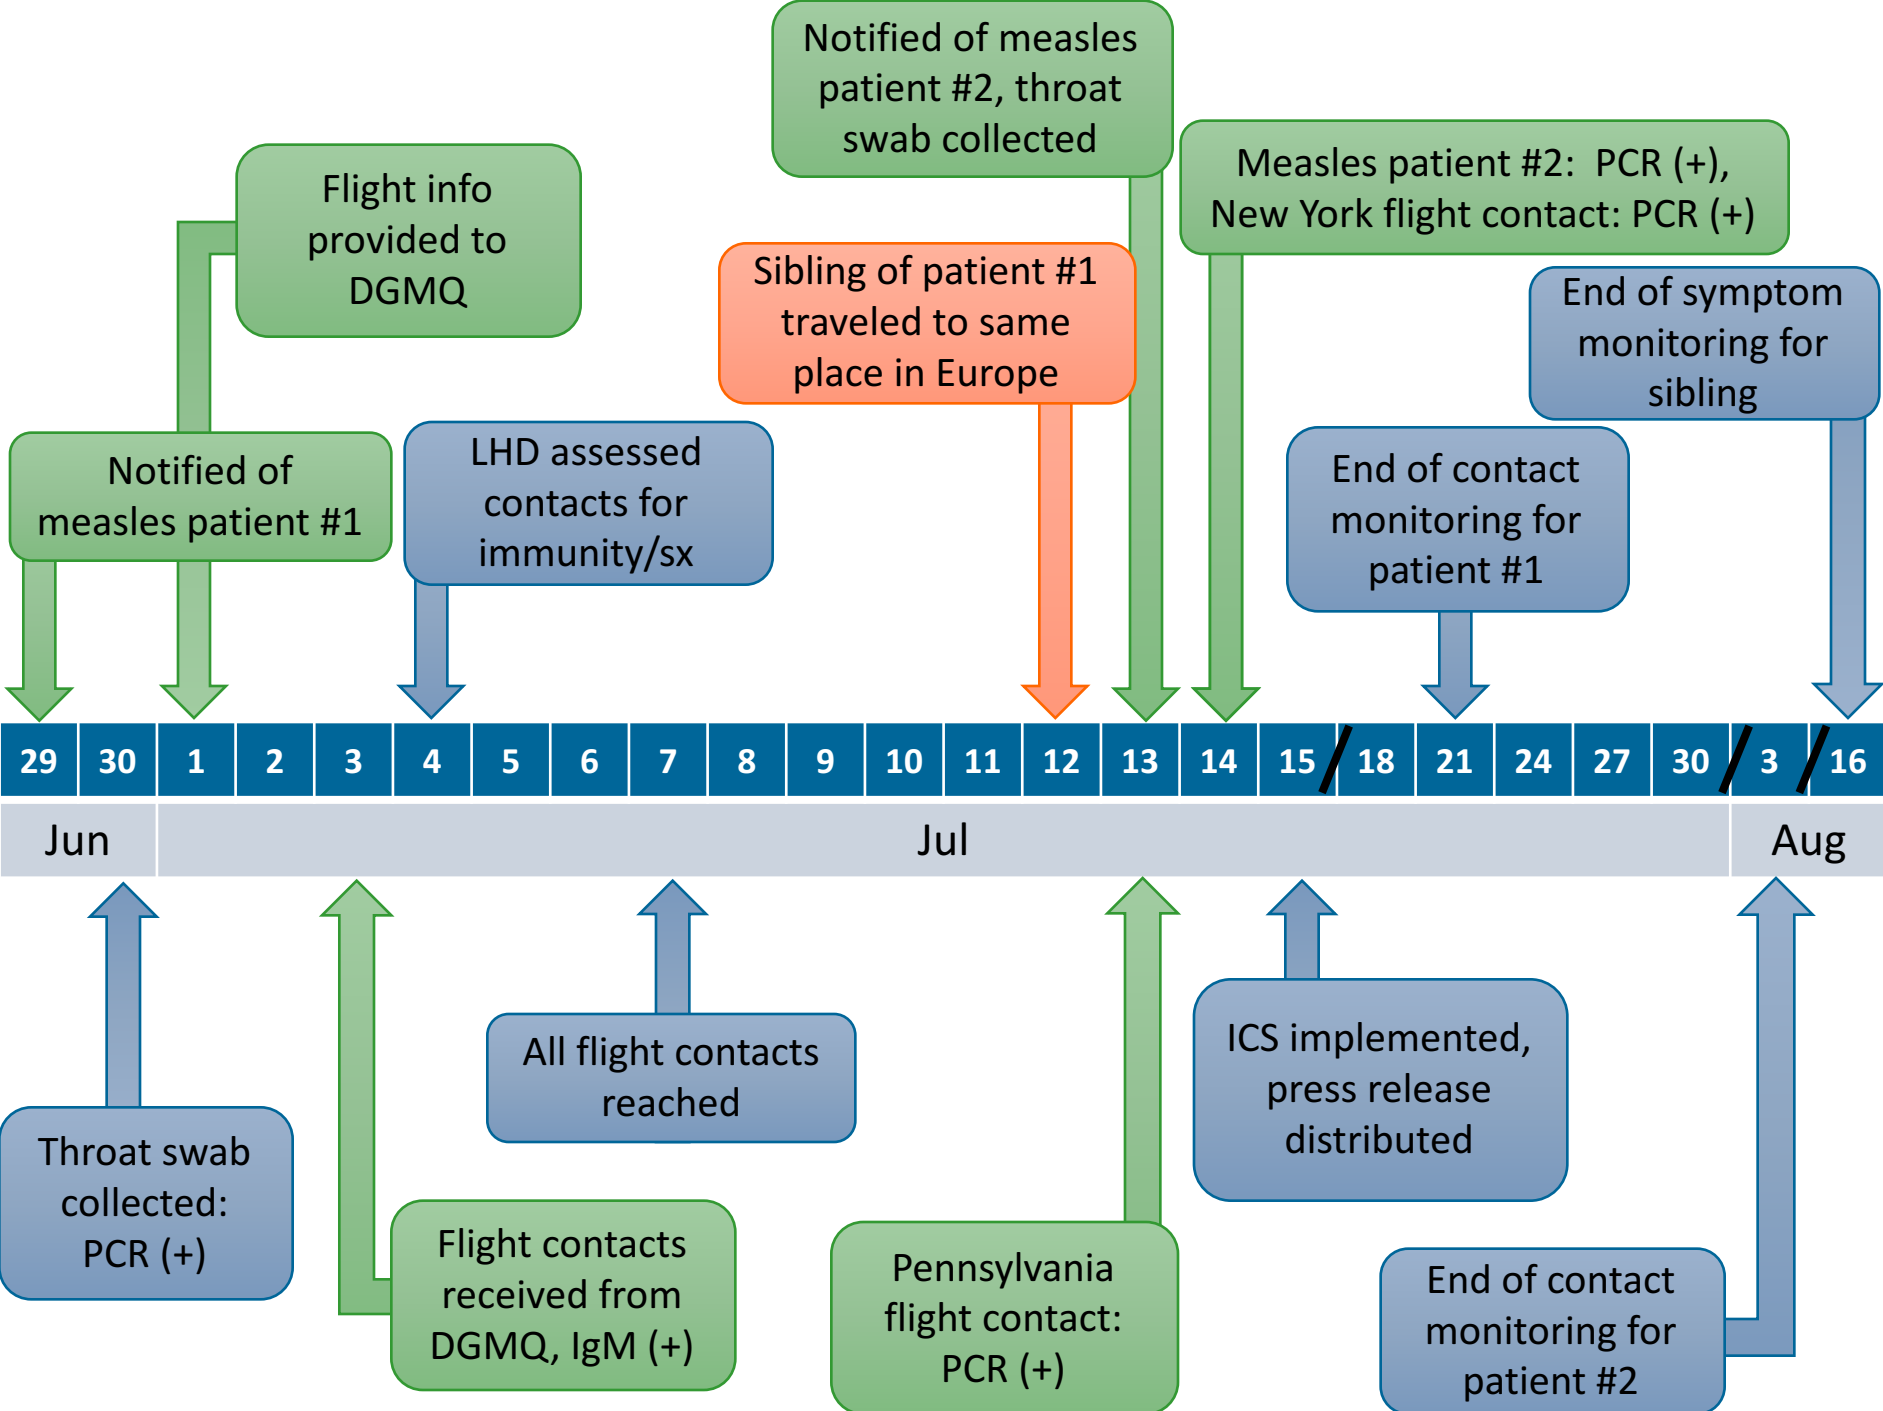 Notified of measles
patient #2, throat
swab collected
Measles patient #2:  PCR (+),
New York flight contact: PCR (+)
Flight info
provided to
DGMQ
Sibling of patient #1
traveled to same
place in Europe
End of symptom
monitoring for
sibling
Notified of
measles patient #1
LHD assessed
contacts for
immunity/sx
End of contact
monitoring for
patient #1
29 30 1 2 3 4 5 6 7 8 9 10 11 12 13 14 15 / 18 21 24 27 30 / 3 / 16
Jun Jul Aug
Throat swab
collected:
PCR (+)
Flight contacts
received from
DGMQ, IgM (+)
All flight contacts
reached
Pennsylvania
flight contact:
PCR (+)
ICS implemented,
press release
distributed
End of contact
monitoring for
patient #2